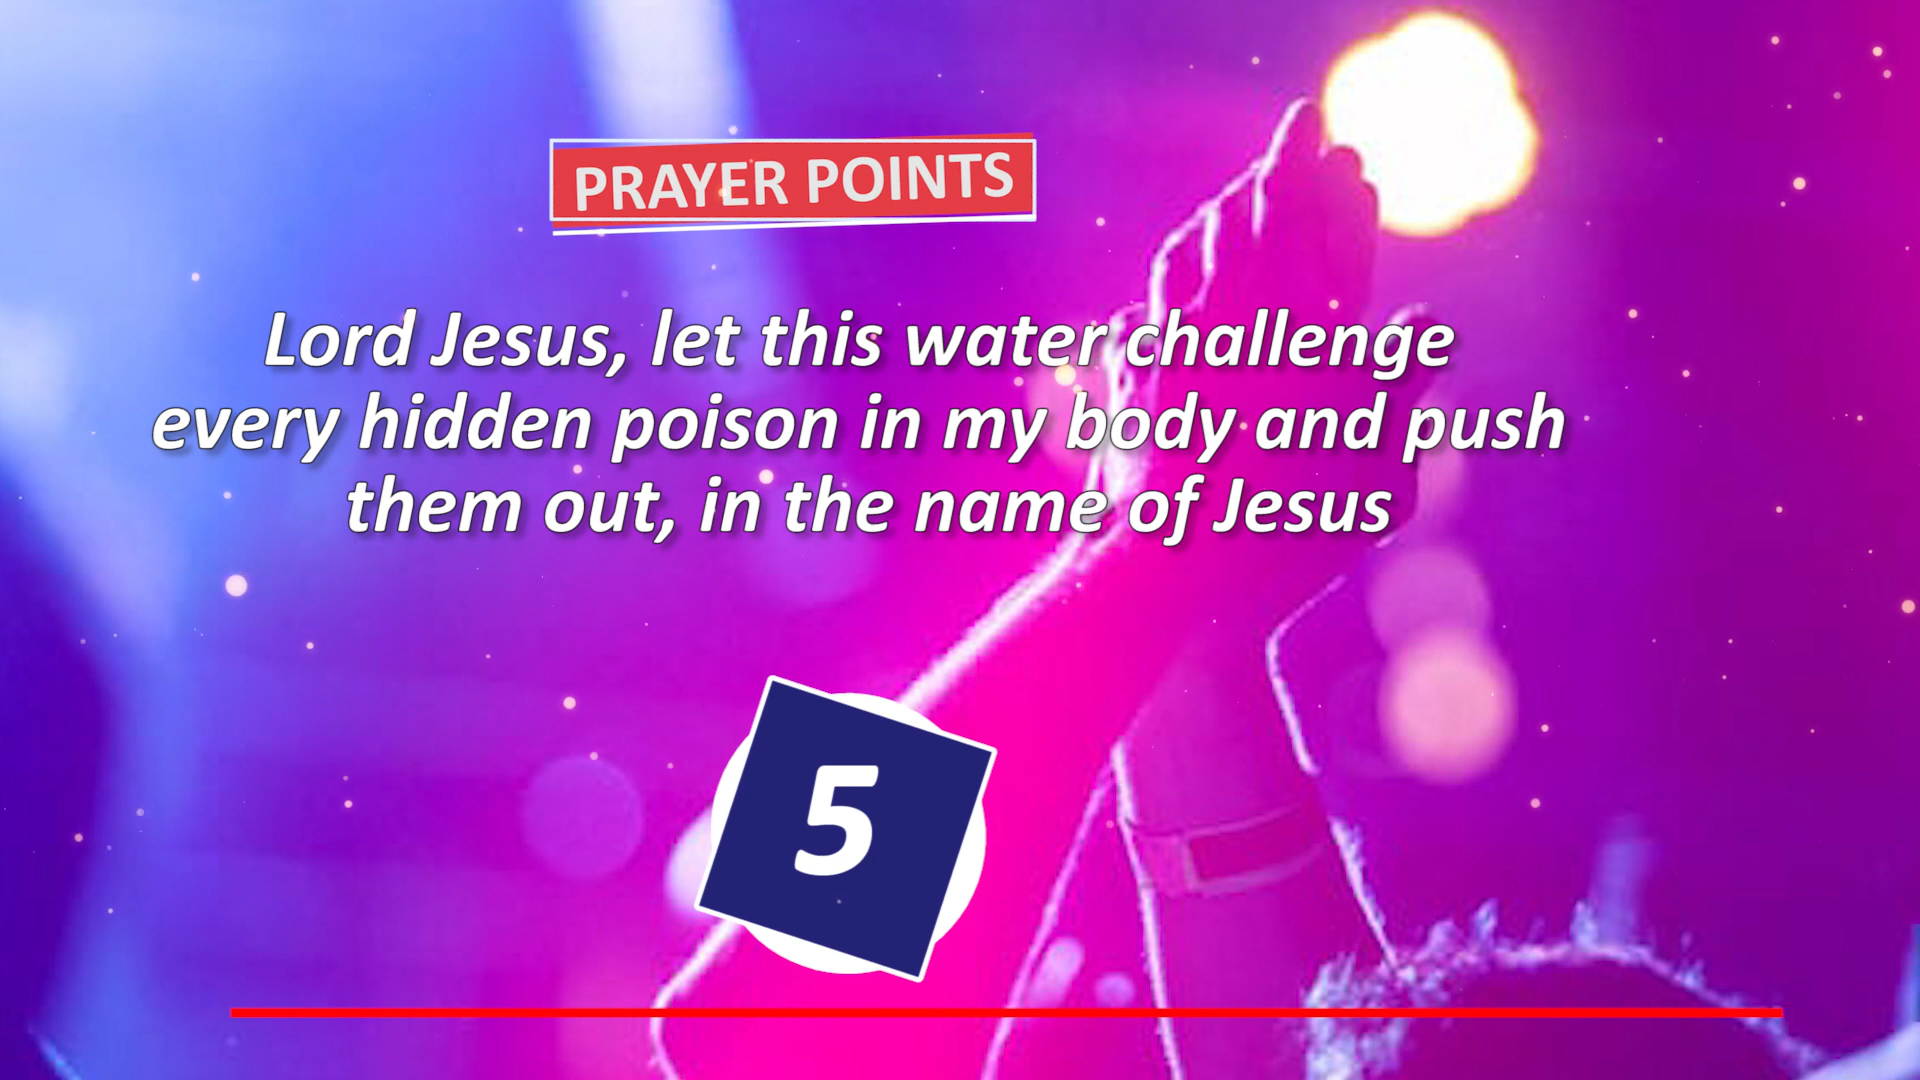 PRAYER POINTS
Lord Jesus, let this water challenge
every hidden poison in my body and push
them out, in the name of Jesus
5